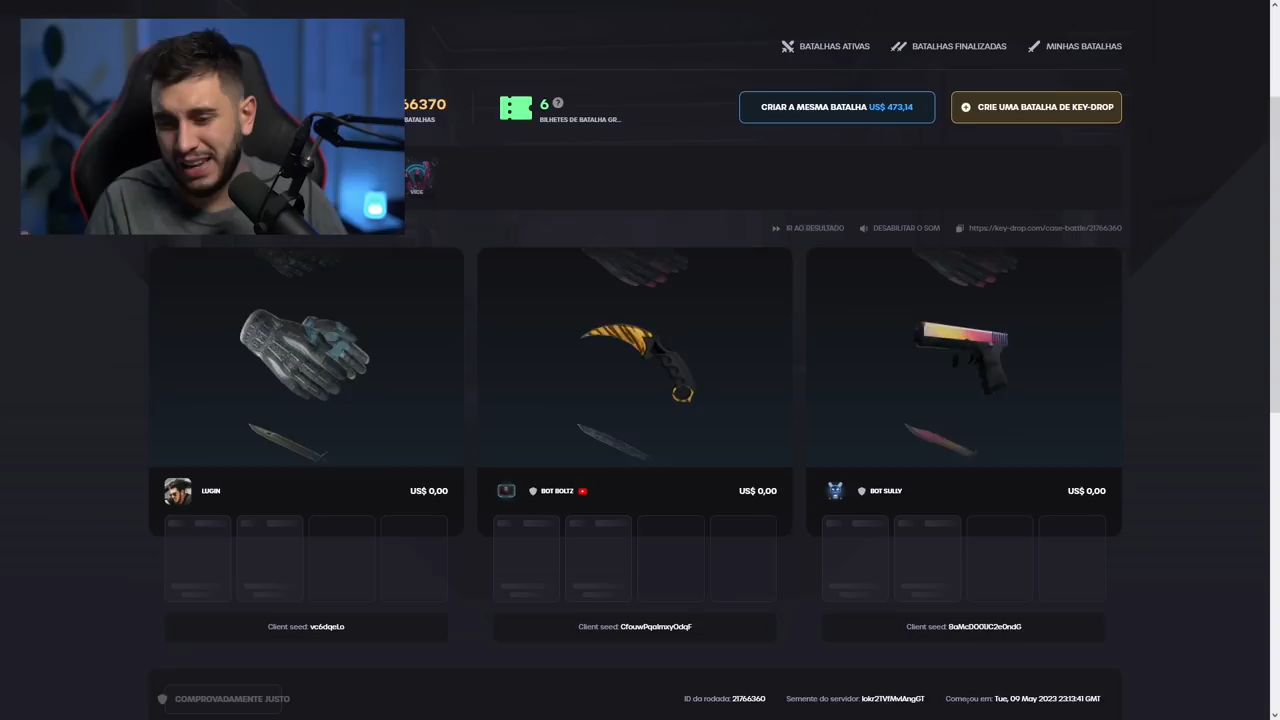 BATALHAS ATIVAS
BATALHAS FINALIZADAS
MINHAS BATALHAS
66370
BATALHAS
6
BILHETES DE BATALHA GR...
CRIAR A MESMA BATALHA US$ 473,14
CRIE UMA BATALHA DE KEY-DROP
VICE
IR AO RESULTADO
DESABILITAR O SOM
https://key-drop.com/case-battle/21766360
LUGIN
US$ 0,00
BOT BOLTZ
US$ 0,00
BOT SULLY
US$ 0,00
Client seed: vc6dqeLo
Client seed: CfouwPqaImxyOdqF
Client seed: 8aMcDO01JC2e0ndG
COMPROVADAMENTE JUSTO
ID da rodada: 21766360
Semente do servidor: lokr2TVfMwlAngGT
Começou em: Tue, 09 May 2023 23:13:41 GMT